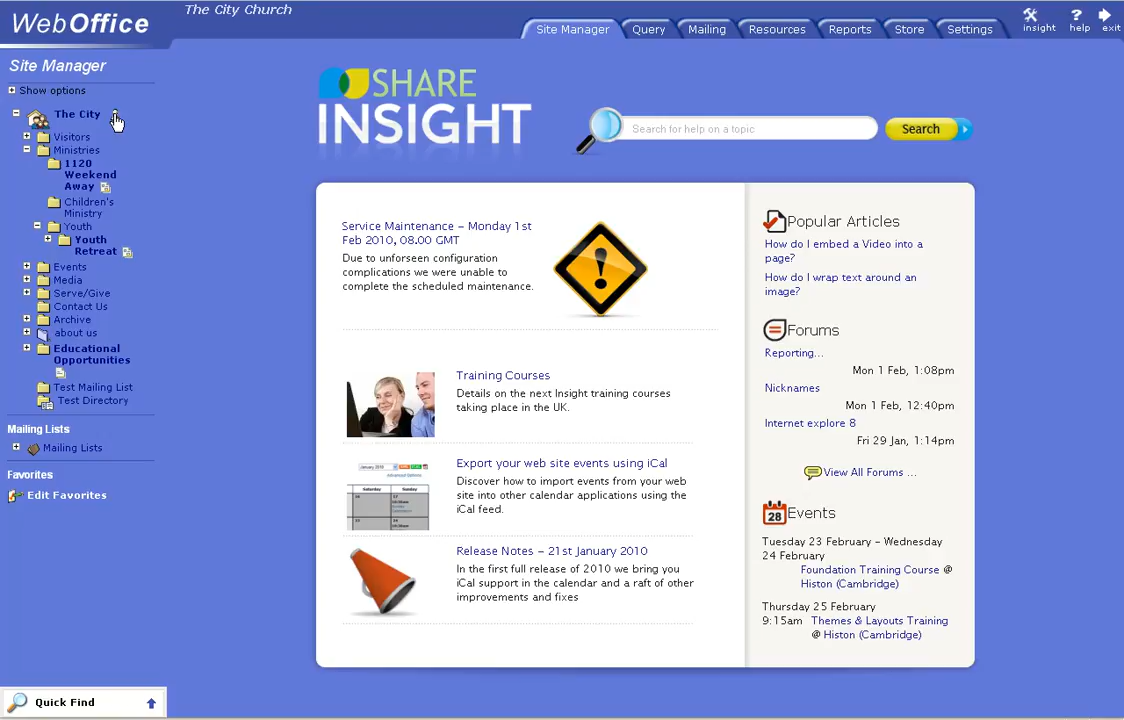 WebOffice
The City Church
Site Manager
Query
Mailing
Resources
Reports
Store
Settings
insight
help
exit
Site Manager
Show options
The City
Visitors
Ministries
1120
Weekend
Away
Children's
Ministry
Youth
Youth
Retreat
Events
Media
Serve/Give
Contact Us
Archive
about us
Educational
Opportunities
Test Mailing List
Test Directory
Mailing Lists
Mailing Lists
Favorites
Edit Favorites
Quick Find
SHARE
INSIGHT
Search for help on a topic
Search
Service Maintenance – Monday 1st
Feb 2010, 08.00 GMT
Due to unforseen configuration
complications we were unable to
complete the scheduled maintenance.
Training Courses
Details on the next Insight training courses
taking place in the UK.
Export your web site events using iCal
Discover how to import events from your web
site into other calendar applications using the
iCal feed.
Release Notes – 21st January 2010
In the first full release of 2010 we bring you
iCal support in the calendar and a raft of other
improvements and fixes
Popular Articles
How do I embed a Video into a
page?
How do I wrap text around an
image?
Forums
Reporting...
Mon 1 Feb, 1:08pm
Nicknames
Mon 1 Feb, 12:40pm
Internet explore 8
Fri 29 Jan, 1:14pm
View All Forums ...
28
Events
Tuesday 23 February – Wednesday
24 February
Foundation Training Course @
Histon (Cambridge)
Thursday 25 February
9:15am Themes & Layouts Training
@ Histon (Cambridge)